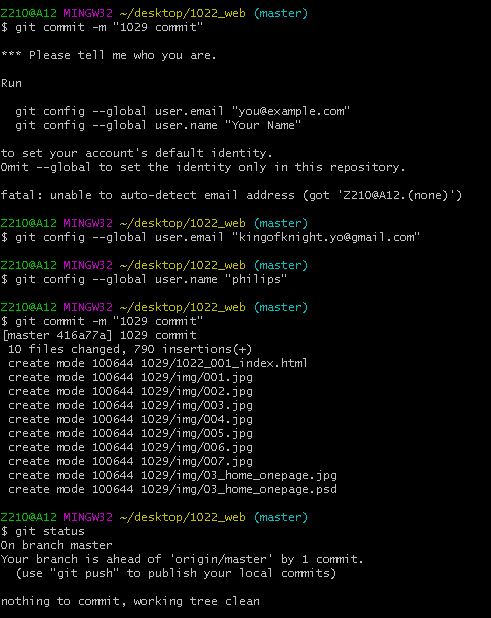 Z210@A12 MINGW32 ~/desktop/1022_web (master)
$ git commit -m "1029 commit"

*** Please tell me who you are.

Run

  git config --global user.email "you@example.com"
  git config --global user.name "Your Name"

to set your account's default identity.
Omit --global to set the identity only in this repository.

fatal: unable to auto-detect email address (got 'Z210@A12.(none)')

Z210@A12 MINGW32 ~/desktop/1022_web (master)
$ git config --global user.email "kingofknight.yo@gmail.com"

Z210@A12 MINGW32 ~/desktop/1022_web (master)
$ git config --global user.name "philips"

Z210@A12 MINGW32 ~/desktop/1022_web (master)
$ git commit -m "1029 commit"
[master 416a77a] 1029 commit
 10 files changed, 790 insertions(+)
 create mode 100644 1029/1022_001_index.html
 create mode 100644 1029/img/001.jpg
 create mode 100644 1029/img/002.jpg
 create mode 100644 1029/img/003.jpg
 create mode 100644 1029/img/004.jpg
 create mode 100644 1029/img/005.jpg
 create mode 100644 1029/img/006.jpg
 create mode 100644 1029/img/007.jpg
 create mode 100644 1029/img/03_home_onepage.jpg
 create mode 100644 1029/img/03_home_onepage.psd

Z210@A12 MINGW32 ~/desktop/1022_web (master)
$ git status
On branch master
Your branch is ahead of 'origin/master' by 1 commit.
  (use "git push" to publish your local commits)

nothing to commit, working tree clean